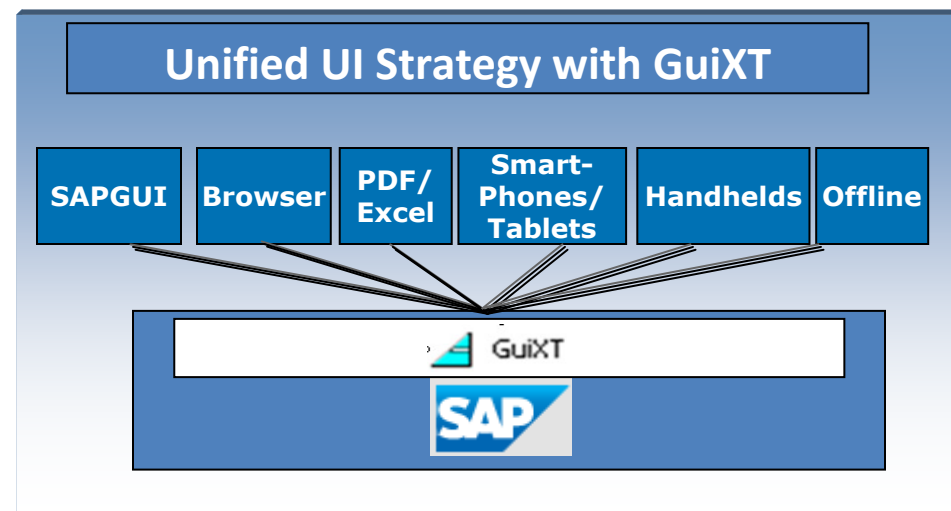 Unified UI Strategy with GuiXT
SAPGUI
Browser
PDF/
Excel
Smart-
Phones/
Tablets
Handhelds
Offline
GuiXT
SAP